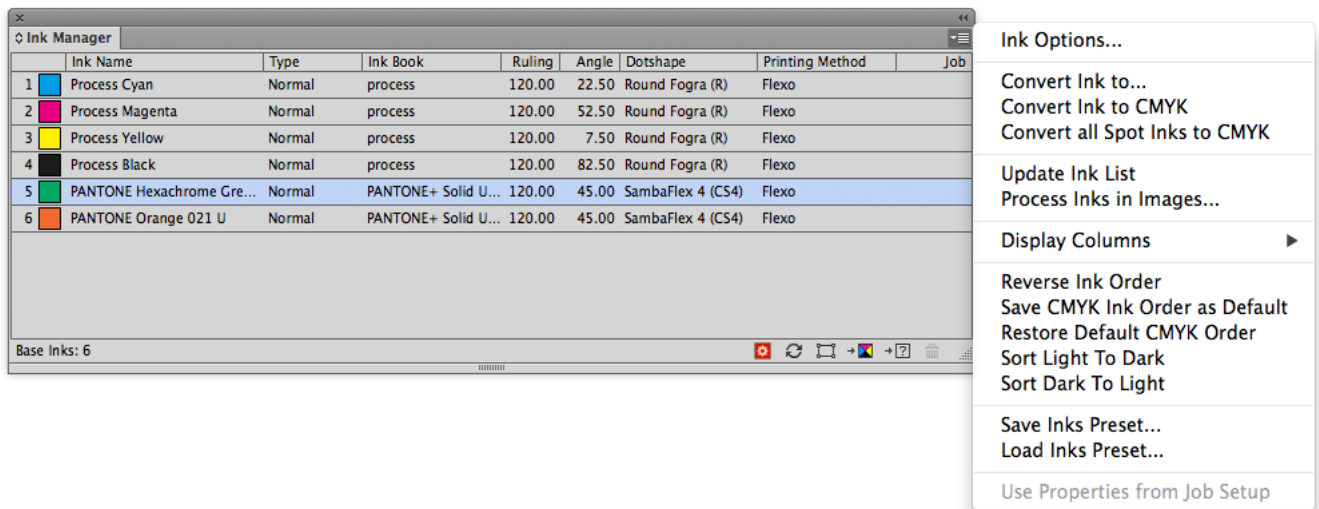 Ink Manager
Ink Name Type Ink Book Ruling Angle Dotshape Printing Method Job
1 Process Cyan Normal process 120.00 22.50 Round Fogra (R) Flexo
2 Process Magenta Normal process 120.00 52.50 Round Fogra (R) Flexo
3 Process Yellow Normal process 120.00 7.50 Round Fogra (R) Flexo
4 Process Black Normal process 120.00 82.50 Round Fogra (R) Flexo
5 PANTONE Hexachrome Gre... Normal PANTONE+ Solid U... 120.00 45.00 SambaFlex 4 (CS4) Flexo
6 PANTONE Orange 021 U Normal PANTONE+ Solid U... 120.00 45.00 SambaFlex 4 (CS4) Flexo
Base Inks: 6
Ink Options...
Convert Ink to...
Convert Ink to CMYK
Convert all Spot Inks to CMYK
Update Ink List
Process Inks in Images...
Display Columns
Reverse Ink Order
Save CMYK Ink Order as Default
Restore Default CMYK Order
Sort Light To Dark
Sort Dark To Light
Save Inks Preset...
Load Inks Preset...
Use Properties from Job Setup